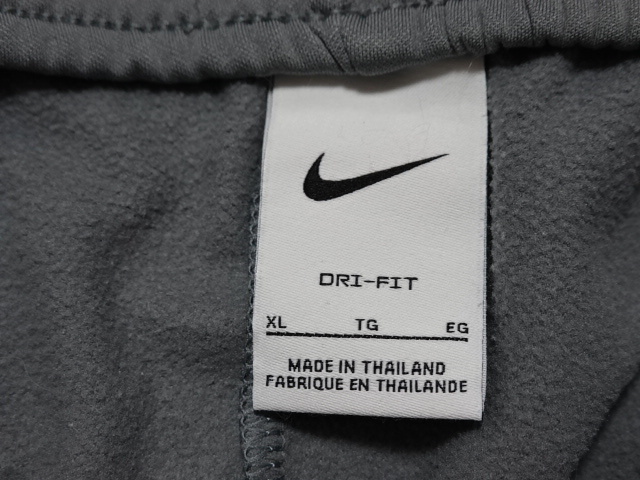 DRI-FIT
XL TG EG
MADE IN THAILAND
FABRIQUE EN THAILANDE